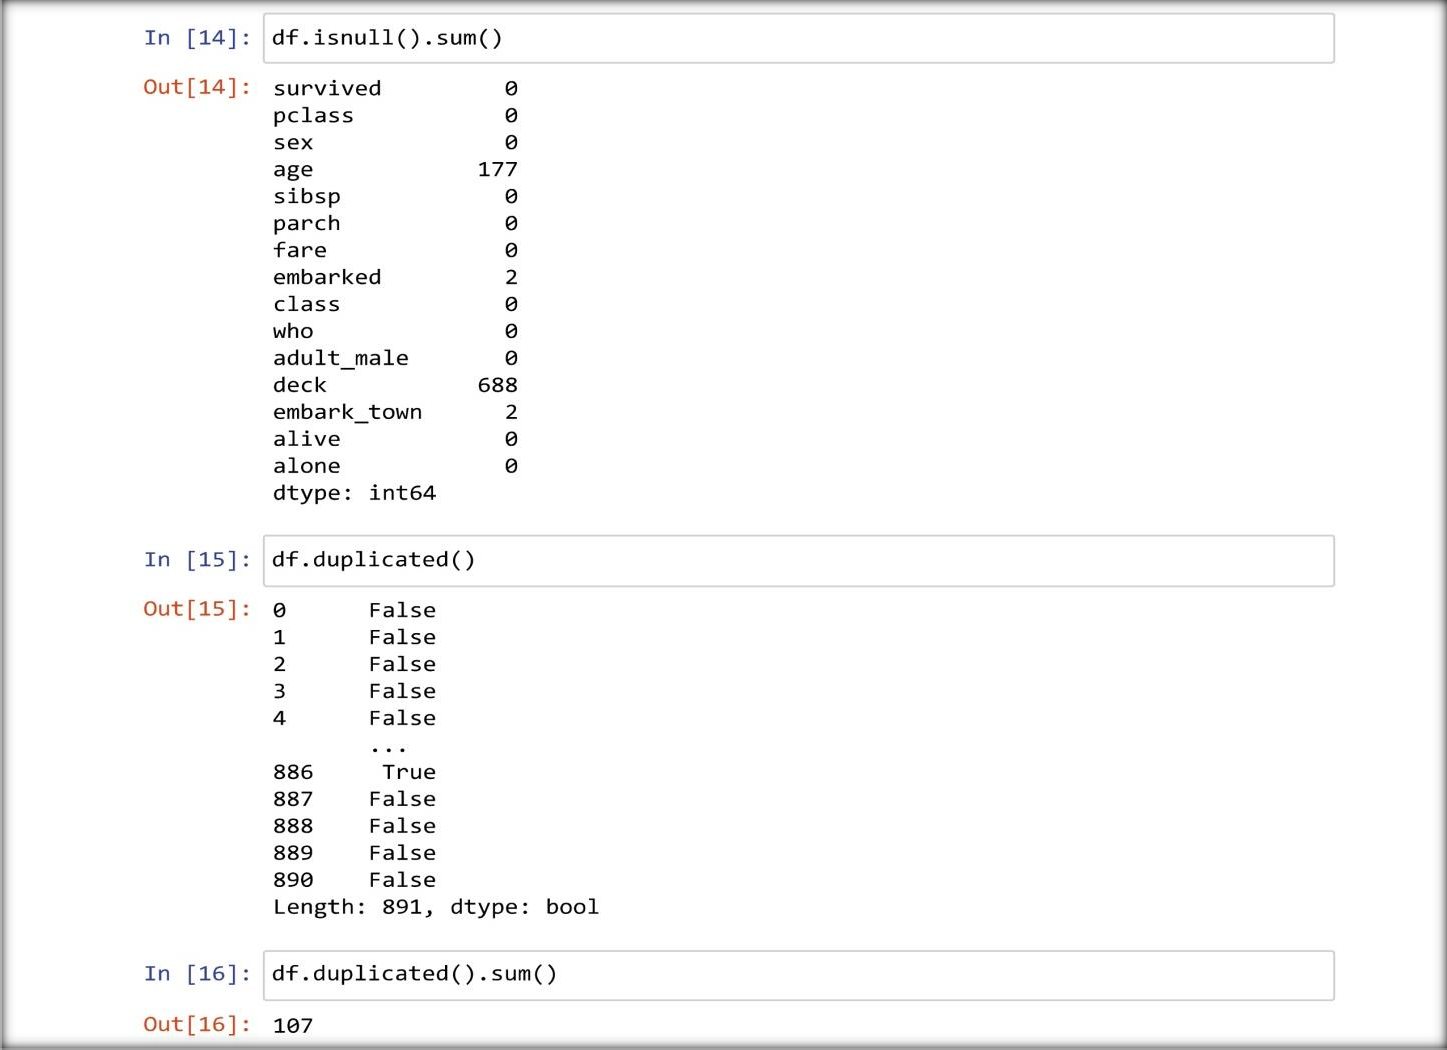 In [14]: df.isnull().sum()
Out[14]: survived 0
pclass 0
sex 0
age 177
sibsp 0
parch 0
fare 0
embarked 2
class 0
who 0
adult_male 0
deck 688
embark_town 2
alive 0
alone 0
dtype: int64
In [15]: df.duplicated()
Out[15]: 0 False
1 False
2 False
3 False
4 False
...
886 True
887 False
888 False
889 False
890 False
Length: 891, dtype: bool
In [16]: df.duplicated().sum()
Out[16]: 107